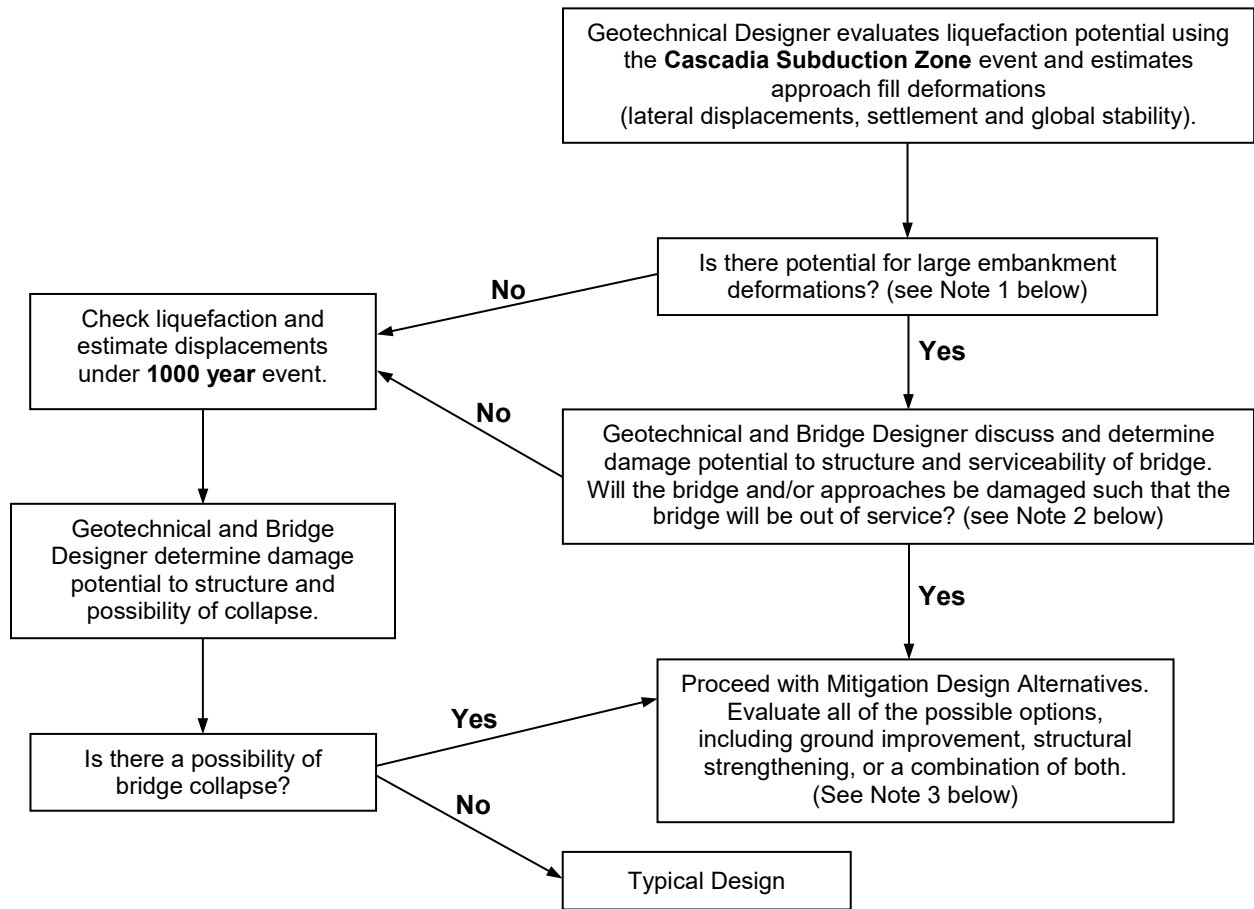 Geotechnical Designer evaluates liquefaction potential using
the Cascadia Subduction Zone event and estimates
approach fill deformations
(lateral displacements, settlement and global stability).
Is there potential for large embankment
deformations? (see Note 1 below)
No
Yes
Check liquefaction and
estimate displacements
under 1000 year event.
No
Geotechnical and Bridge Designer discuss and determine
damage potential to structure and serviceability of bridge.
Will the bridge and/or approaches be damaged such that the
bridge will be out of service? (see Note 2 below)
Yes
Geotechnical and Bridge
Designer determine damage
potential to structure and
possibility of collapse.
Is there a possibility of
bridge collapse?
Yes
Proceed with Mitigation Design Alternatives.
Evaluate all of the possible options,
including ground improvement, structural
strengthening, or a combination of both.
(See Note 3 below)
No
Typical Design